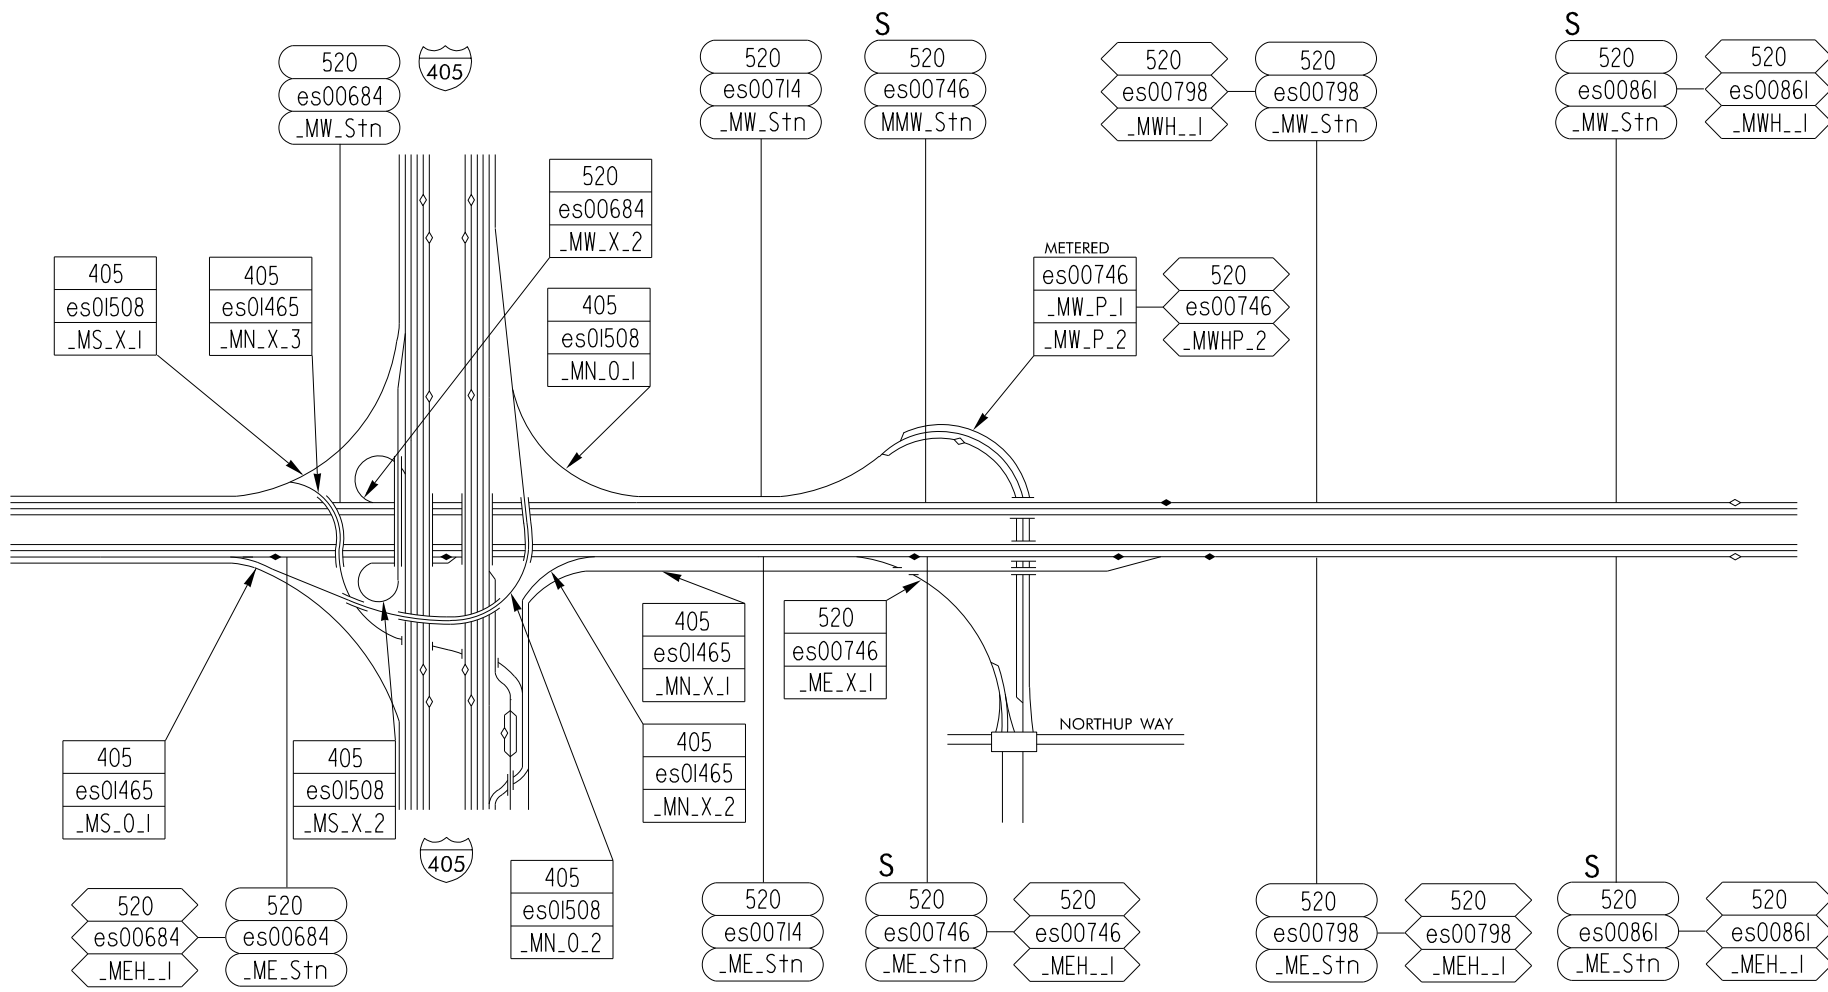 S
S
520
es00684
_MW_Stn
405
520
es00714
_MW_Stn
520
es00746
MMW_Stn
520
es00798
_MWH__1
520
es00798
_MW_Stn
520
es00861
_MW_Stn
520
es00861
_MWH__1
520
es00684
_MW_X_2
405
es01508
_MS_X_1
405
es01465
_MN_X_3
405
es01508
_MN_O_1
METERED
es00746
_MW_P_1
_MW_P_2
520
es00746
_MWHP_2
405
es01465
_MN_X_1
520
es00746
_ME_X_1
NORTHUP WAY
405
es01465
_MS_O_1
405
es01508
_MS_X_2
405
es01465
_MN_X_2
405
405
es01508
_MN_O_2
S
S
520
es00684
_MEH__1
520
es00684
_ME_Stn
520
es00714
_ME_Stn
520
es00746
_ME_Stn
520
es00746
_MEH__1
520
es00798
_ME_Stn
520
es00798
_MEH__1
520
es00861
_ME_Stn
520
es00861
_MEH__1